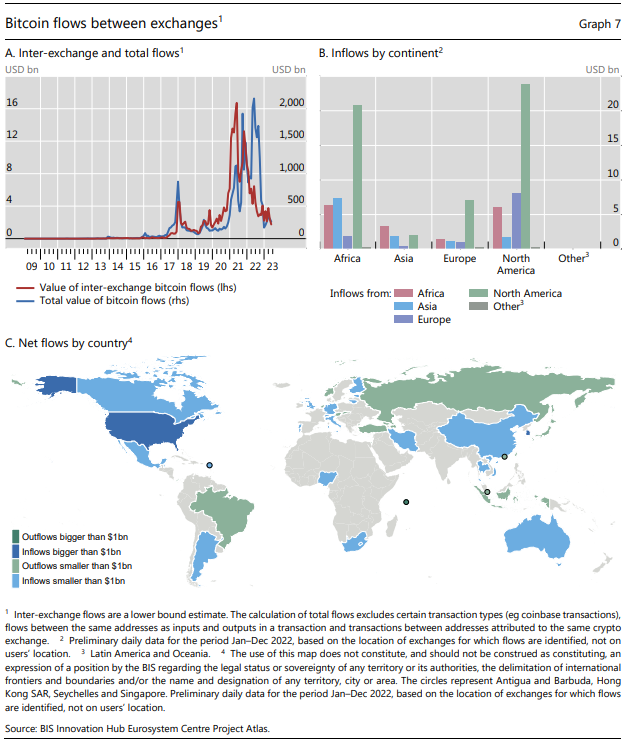 Bitcoin flows between exchanges¹
Graph 7
A. Inter-exchange and total flows¹
B. Inflows by continent²
USD bn
USD bn
USD bn
16
12
8
4
0
2,000
1,500
1,000
500
0
20
15
10
5
0
09 10 11 12 13 14 15 16 17 18 19 20 21 22 23
Africa
Asia
Europe
North
America
Other³
Value of inter-exchange bitcoin flows (lhs)
Total value of bitcoin flows (rhs)
Inflows from:
Africa
Asia
Europe
North America
Other³
C. Net flows by country⁴
Outflows bigger than $1bn
Inflows bigger than $1bn
Outflows smaller than $1bn
Inflows smaller than $1bn
¹ Inter-exchange flows are a lower bound estimate. The calculation of total flows excludes certain transaction types (eg coinbase transactions),
flows between the same addresses as inputs and outputs in a transaction and transactions between addresses attributed to the same crypto
exchange. ² Preliminary daily data for the period Jan–Dec 2022, based on the location of exchanges for which flows are identified, not on
users' location. ³ Latin America and Oceania. ⁴ The use of this map does not constitute, and should not be construed as constituting, an
expression of a position by the BIS regarding the legal status or sovereignty of any territory or its authorities, the delimitation of international
frontiers and boundaries and/or the name and designation of any territory, city or area. The circles represent Antigua and Barbuda, Hong
Kong SAR, Seychelles and Singapore. Preliminary daily data for the period Jan–Dec 2022, based on the location of exchanges for which flows
are identified, not on users' location.
Source: BIS Innovation Hub Eurosystem Centre Project Atlas.